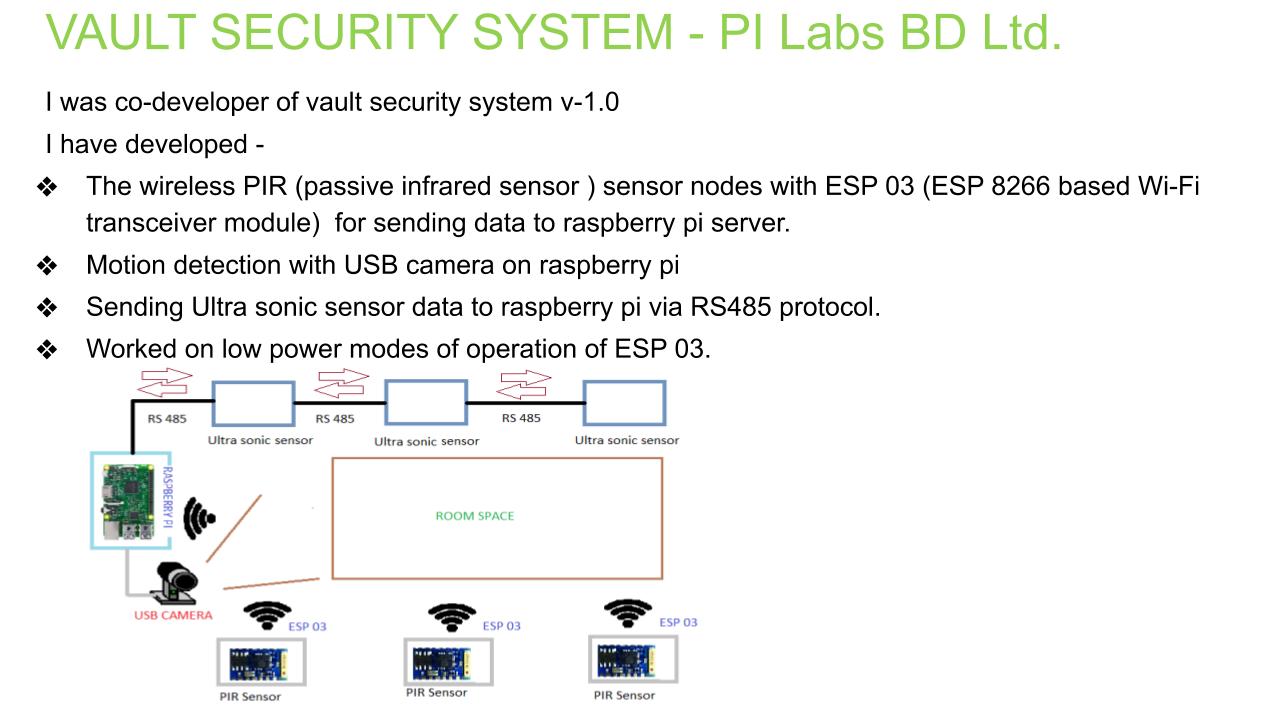 VAULT SECURITY SYSTEM - PI Labs BD Ltd.
I was co-developer of vault security system v-1.0
I have developed -
❖ The wireless PIR (passive infrared sensor ) sensor nodes with ESP 03 (ESP 8266 based Wi-Fi
transceiver module)  for sending data to raspberry pi server.
❖ Motion detection with USB camera on raspberry pi
❖ Sending Ultra sonic sensor data to raspberry pi via RS485 protocol.
❖ Worked on low power modes of operation of ESP 03.
RS 485
RS 485
RS 485
Ultra sonic sensor
Ultra sonic sensor
Ultra sonic sensor
RASPBERRY PI
ROOM SPACE
USB CAMERA
ESP 03
ESP 03
ESP 03
PIR Sensor
PIR Sensor
PIR Sensor